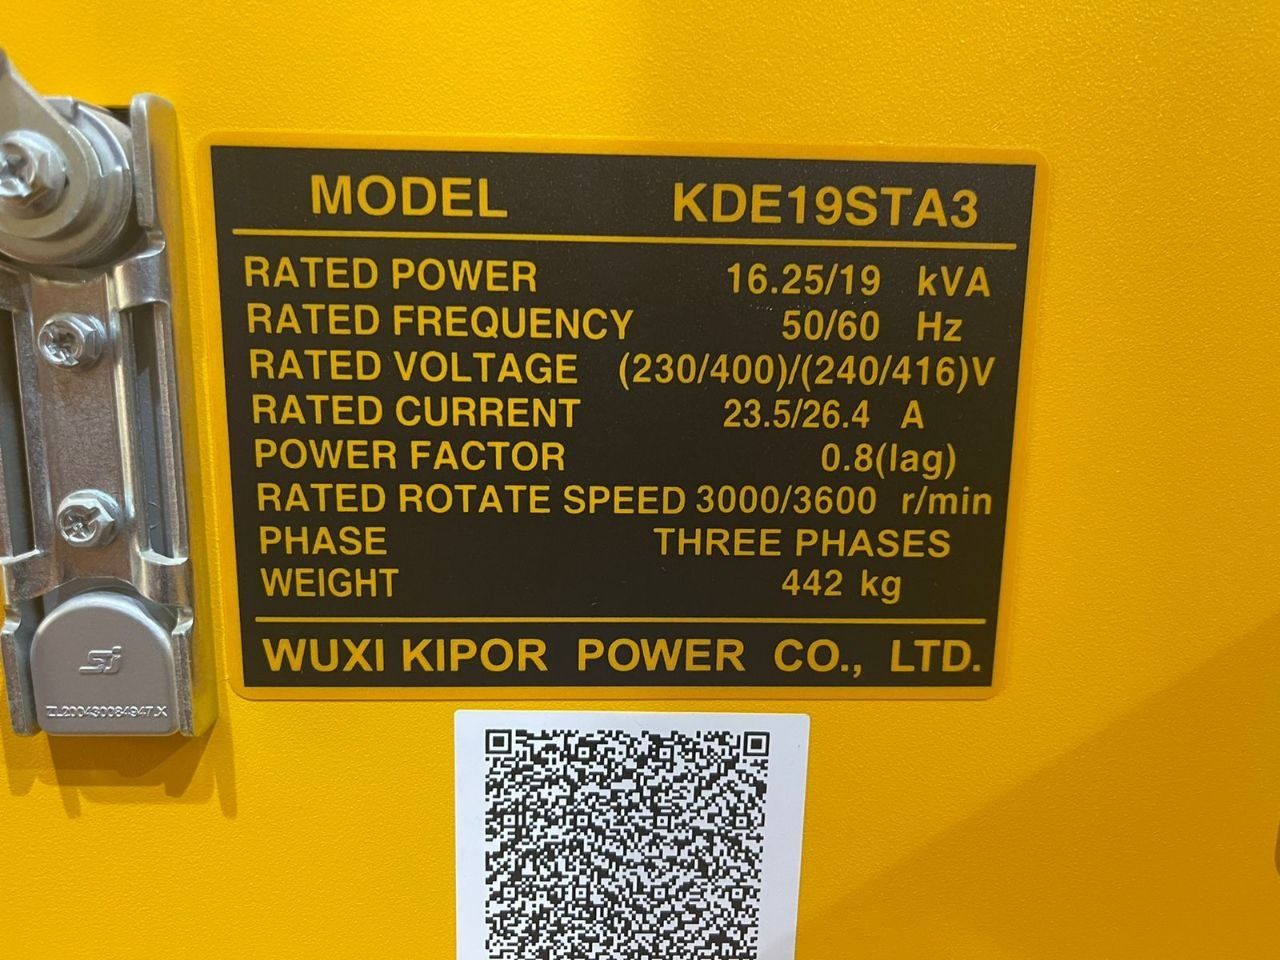 MODEL KDE19STA3
RATED POWER 16.25/19 kVA
RATED FREQUENCY 50/60 Hz
RATED VOLTAGE (230/400)/(240/416)V
RATED CURRENT 23.5/26.4 A
POWER FACTOR 0.8(lag)
RATED ROTATE SPEED 3000/3600 r/min
PHASE THREE PHASES
WEIGHT 442 kg
WUXI KIPOR POWER CO., LTD.